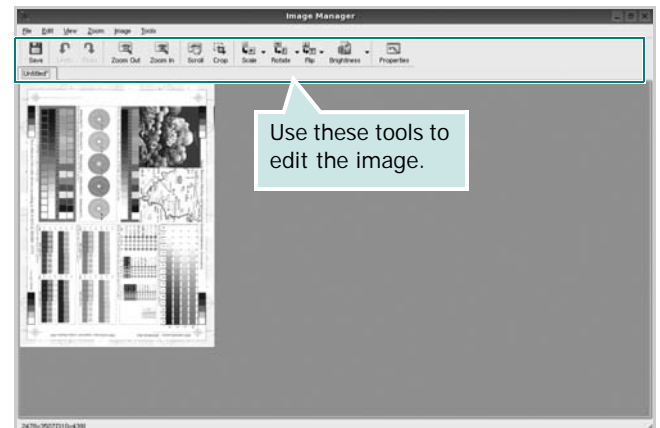 Image Manager
File Edit View Zoom Image Tools
Save Undo Redo Zoom Out Zoom In Scroll Crop Scale Rotate Flip Brightness Properties
Untitled*
Use these tools to
edit the image.